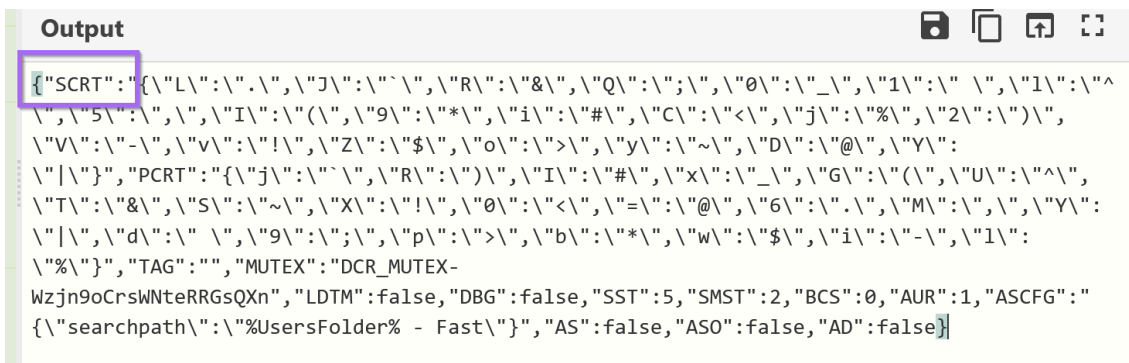 Output
{"SCRT":"{\"L\":\".\",\"J\":\"`\",\"R\":\"&\",\"Q\":\";\",\"0\":\"_\",\"1\":\" \",\"l\":\"^
\",\"5\":\",\",\"I\":\"(\",\"9\":\"*\",\"i\":\"#\",\"C\":\"<\",\"j\":\"%\",\"2\":\")\",
\"V\":\"-\",\"v\":\"!\",\"Z\":\"$\",\"o\":\">\",\"y\":\"~\",\"D\":\"@\",\"Y\":
\"|\"}","PCRT":"{\"j\":\"`\",\"R\":\")\",\"I\":\"#\",\"x\":\"_\",\"G\":\"(\",\"U\":\"^\",
\"T\":\"&\",\"S\":\"~\",\"X\":\"!\",\"0\":\"<\",\"=\":\"@\",\"6\":\".\",\"M\":\",\",\"Y\":
\"|\",\"d\":\" \",\"9\":\";\",\"p\":\">\",\"b\":\"*\",\"w\":\"$\",\"i\":\"-\",\"l\":
\"%\"}","TAG":"","MUTEX":"DCR_MUTEX-
Wzjn9oCrsWNteRRGsQXn","LDTM":false,"DBG":false,"SST":5,"SMST":2,"BCS":0,"AUR":1,"ASCFG":"
{\"searchpath\":\"%UsersFolder% - Fast\"}","AS":false,"ASO":false,"AD":false}